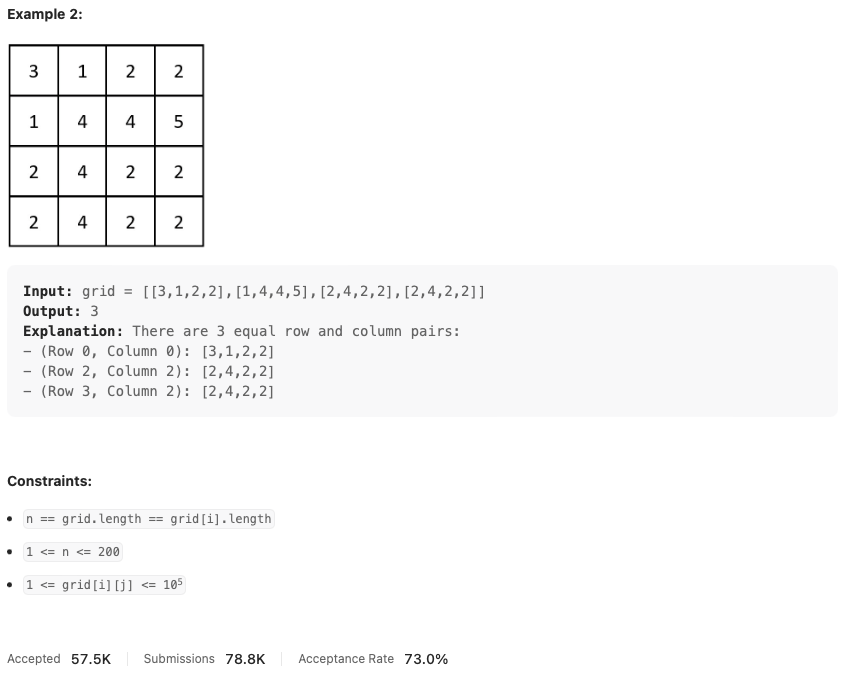 Example 2:
3 1 2 2
1 4 4 5
2 4 2 2
2 4 2 2
Input: grid = [[3,1,2,2],[1,4,4,5],[2,4,2,2],[2,4,2,2]]
Output: 3
Explanation: There are 3 equal row and column pairs:
- (Row 0, Column 0): [3,1,2,2]
- (Row 2, Column 2): [2,4,2,2]
- (Row 3, Column 2): [2,4,2,2]
Constraints:
• n == grid.length == grid[i].length
• 1 <= n <= 200
• 1 <= grid[i][j] <= 10⁵
Accepted 57.5K Submissions 78.8K Acceptance Rate 73.0%